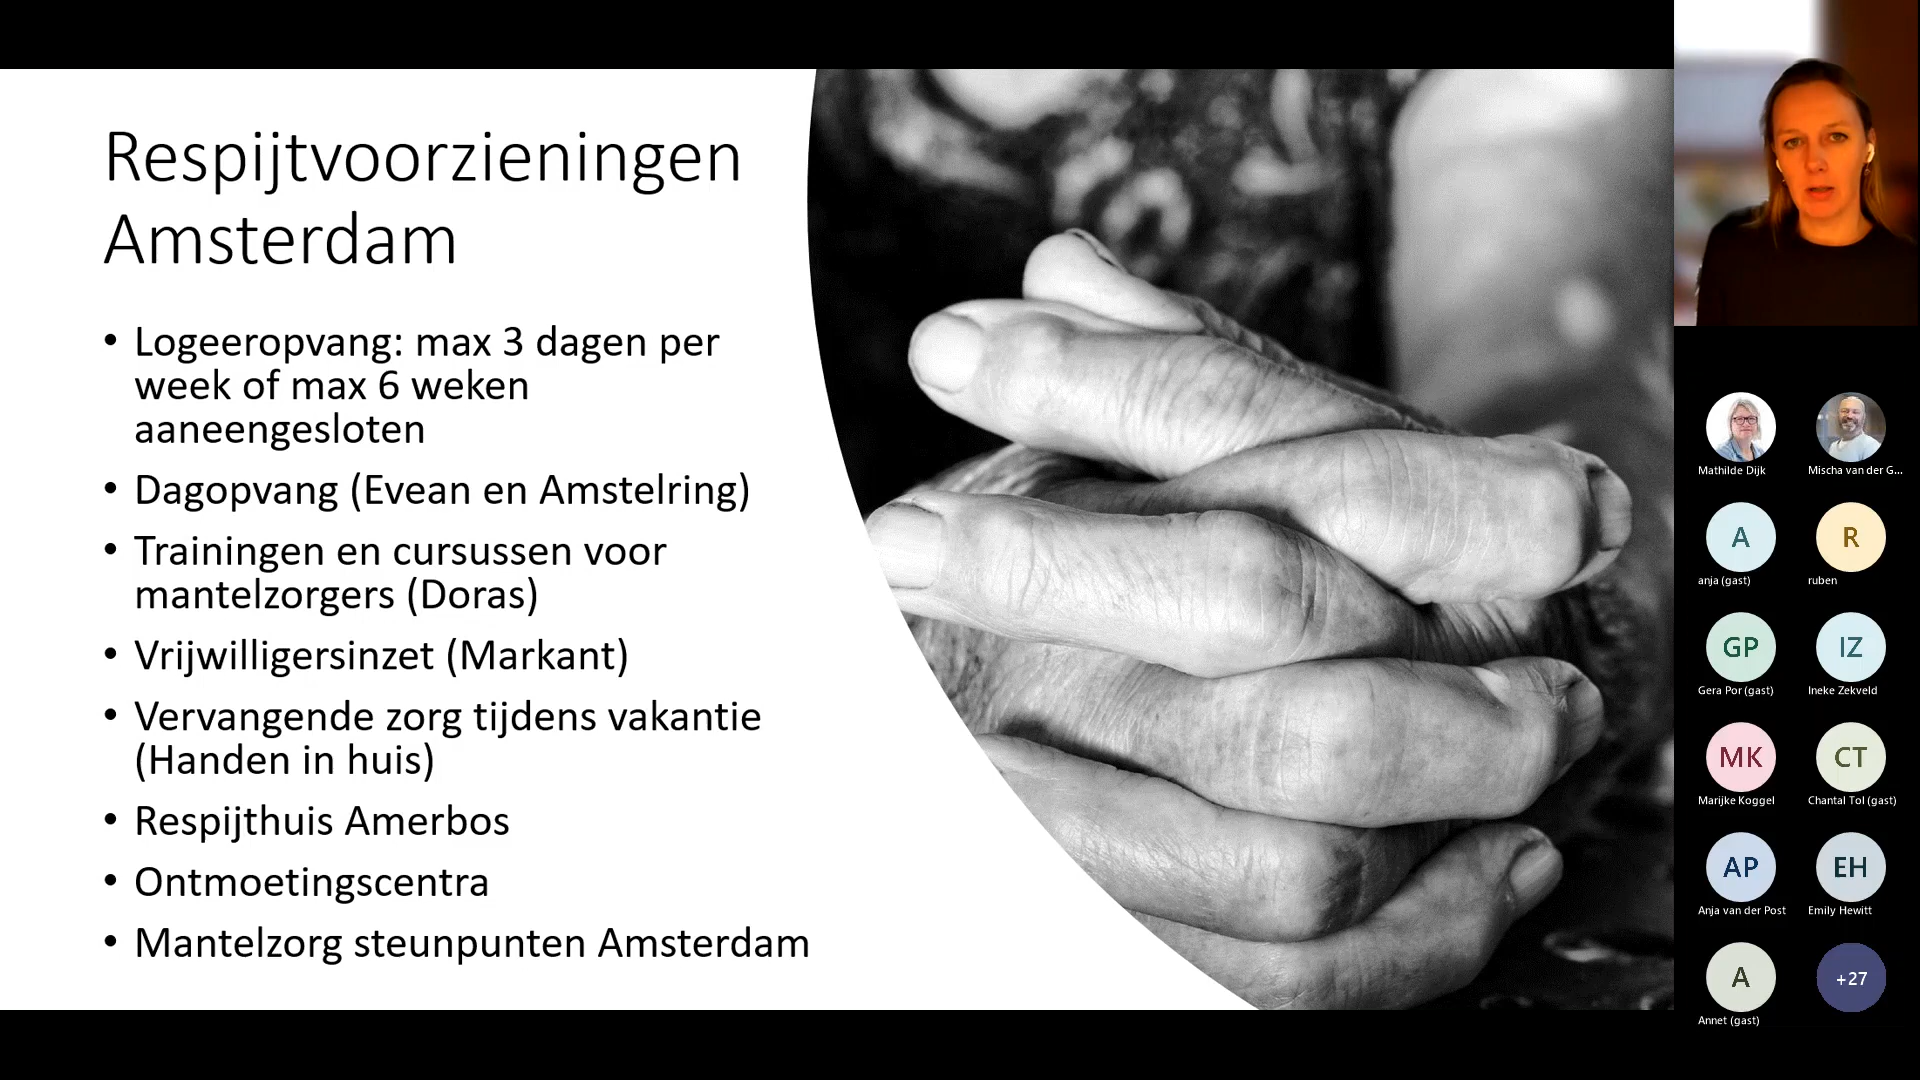 Respijtvoorzieningen
Amsterdam
• Logeeropvang: max 3 dagen per
week of max 6 weken
aaneengesloten
• Dagopvang (Evean en Amstelring)
• Trainingen en cursussen voor
mantelzorgers (Doras)
• Vrijwilligersinzet (Markant)
• Vervangende zorg tijdens vakantie
(Handen in huis)
• Respijthuis Amerbos
• Ontmoetingscentra
• Mantelzorg steunpunten Amsterdam
Mathilde Dijk
Mischa van der G...
A
R
anja (gast)
ruben
GP
IZ
Gera Por (gast)
Ineke Zekveld
MK
CT
Marijke Koggel
Chantal Tol (gast)
AP
EH
Anja van der Post
Emily Hewitt
A
+27
Annet (gast)